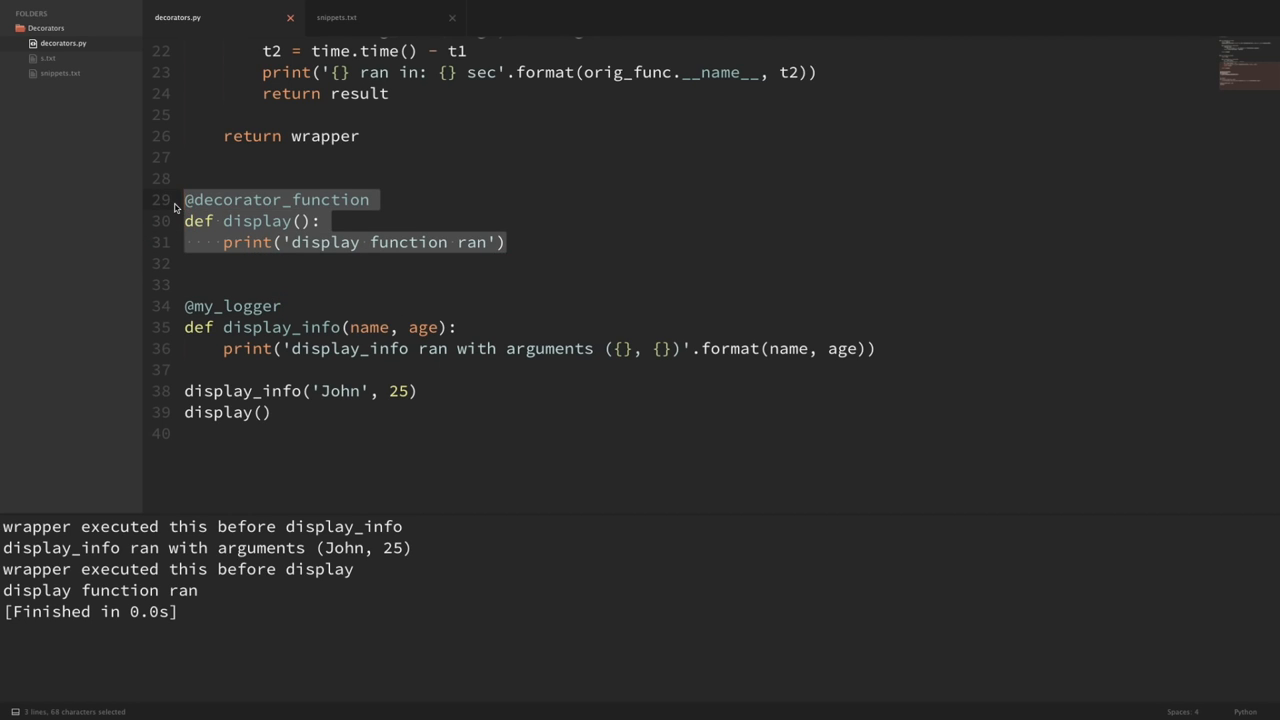 FOLDERS
Decorators
decorators.py
s.txt
snippets.txt
decorators.py
snippets.txt
22 t2 = time.time() - t1
23 print('{} ran in: {} sec'.format(orig_func.__name__, t2))
24 return result
25
26 return wrapper
27
28
29 @decorator_function
30 def display():
31 print('display function ran')
32
33
34 @my_logger
35 def display_info(name, age):
36 print('display_info ran with arguments ({}, {})'.format(name, age))
37
38 display_info('John', 25)
39 display()
40
wrapper executed this before display_info
display_info ran with arguments (John, 25)
wrapper executed this before display
display function ran
[Finished in 0.0s]
3 lines, 68 characters selected
Spaces: 4
Python